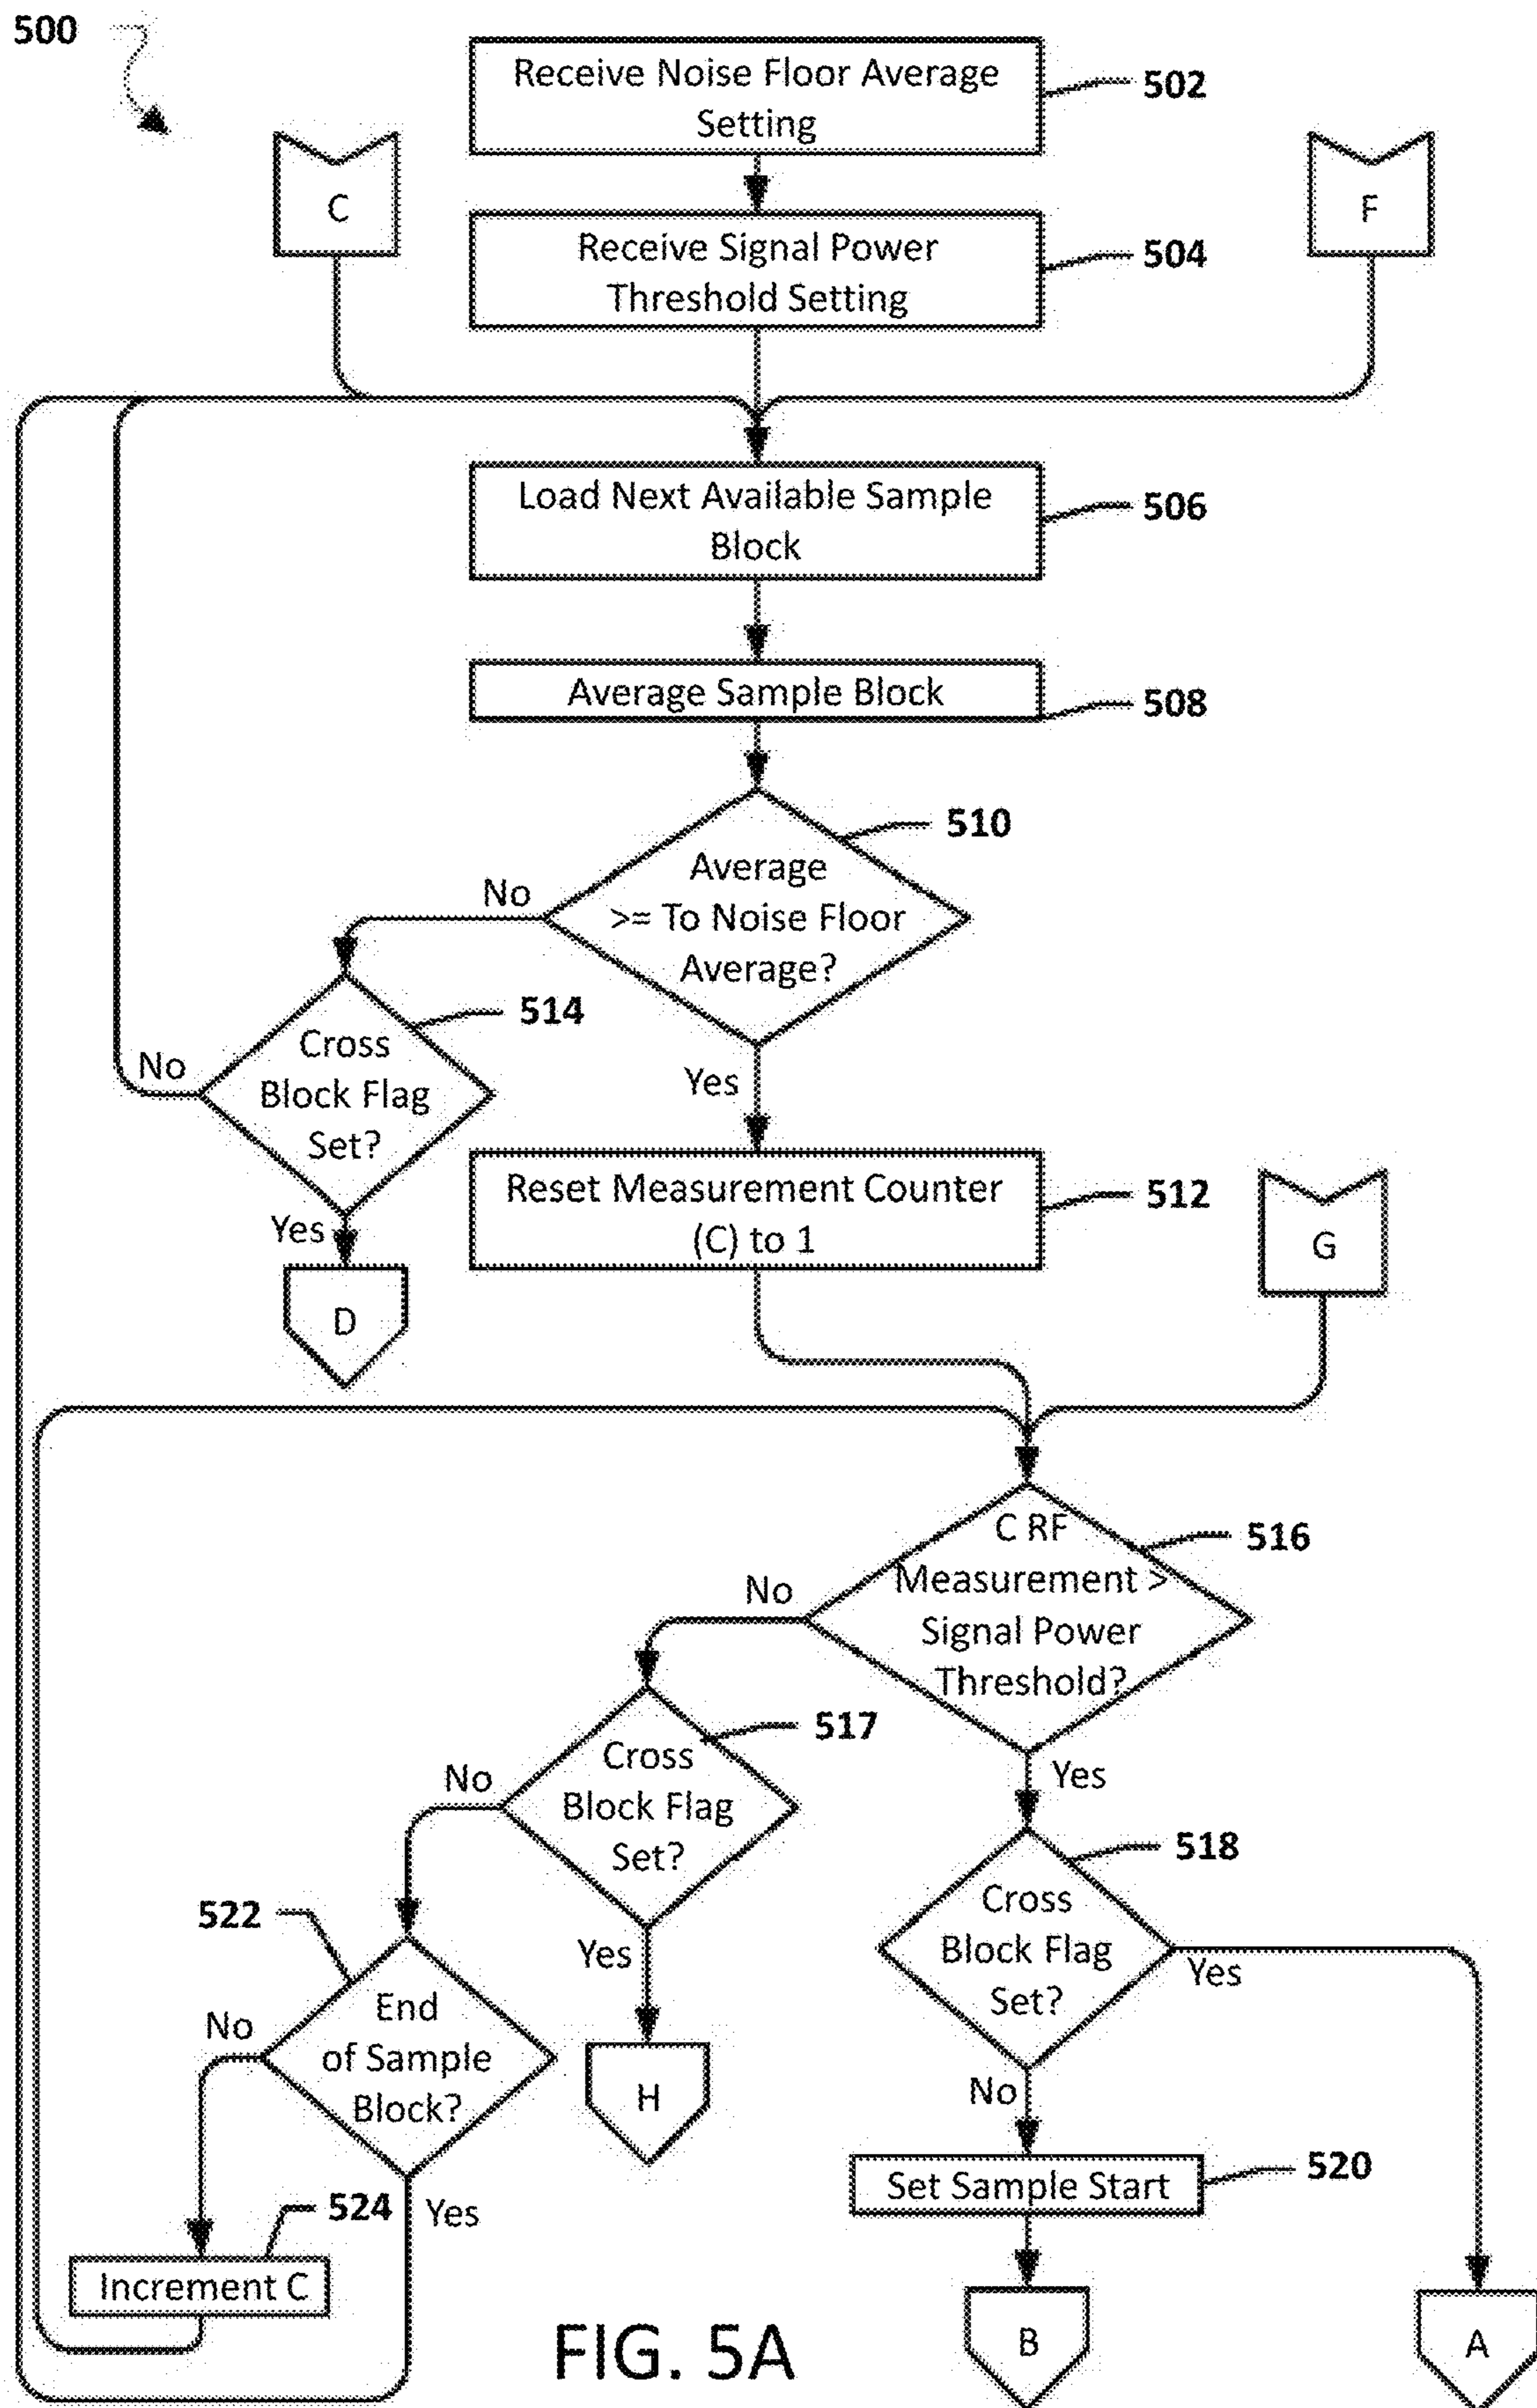 500
Receive Noise Floor Average
Setting
502
C
F
Receive Signal Power
Threshold Setting
504
Load Next Available Sample
Block
506
Average Sample Block
508
510
Average
>= To Noise Floor
Average?
No
514
Cross
Block Flag
Set?
No
Yes
Yes
D
Reset Measurement Counter
(C) to 1
512
G
C RF
Measurement >
Signal Power
Threshold?
516
No
517
Cross
Block Flag
Set?
No
Yes
Yes
518
Cross
Block Flag
Set?
Yes
522
End
of Sample
Block?
No
H
No
Set Sample Start
520
524
Yes
Increment C
B
A
FIG. 5A